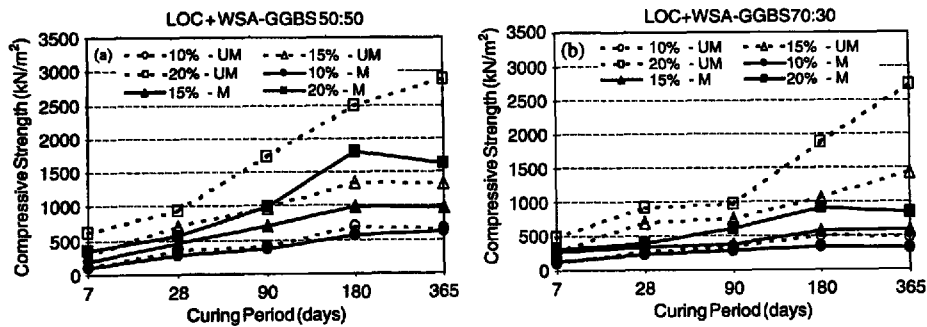 LOC+WSA-GGBS50:50
(a)
10% - UM
15% - UM
20% - UM
10% - M
15% - M
20% - M
Compressive Strength (kN/m²)
3500
3000
2500
2000
1500
1000
500
0
7 28 90 180 365
Curing Period (days)
LOC+WSA-GGBS70:30
(b)
10% - UM
15% - UM
20% - UM
10% - M
15% - M
20% - M
Compressive Strength (kN/m²)
3500
3000
2500
2000
1500
1000
500
0
7 28 90 180 365
Curing Period (days)